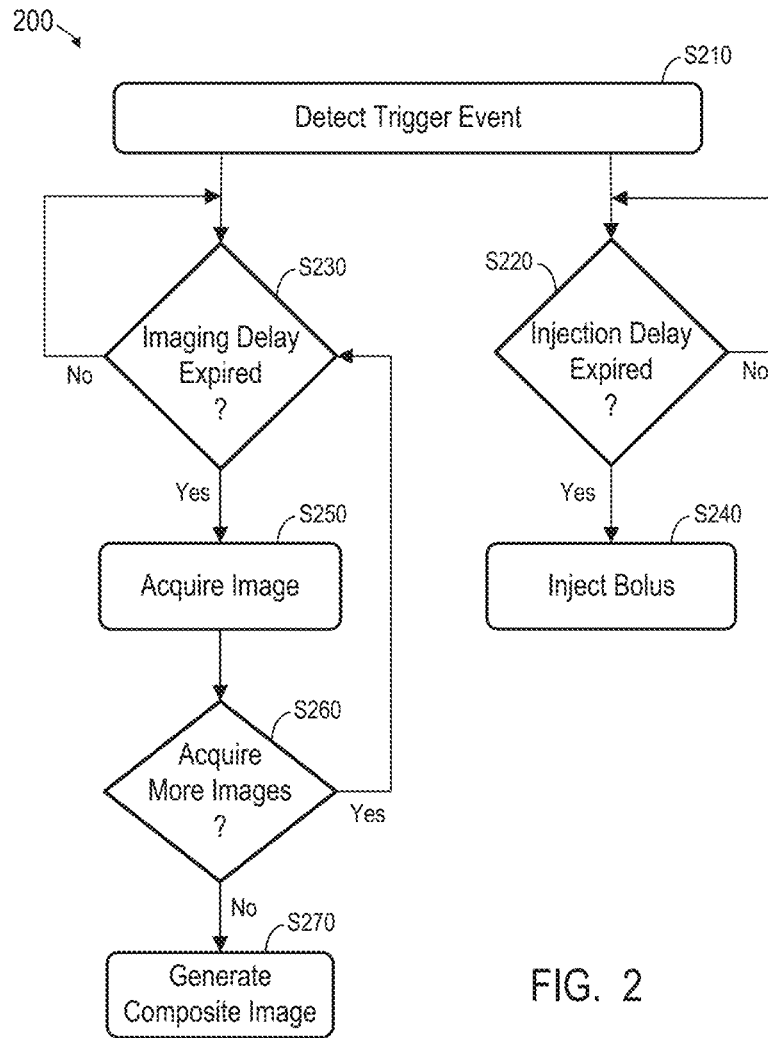 200
S210
Detect Trigger Event
S230
Imaging Delay
Expired
?
No
Yes
S220
Injection Delay
Expired
?
No
Yes
S250
Acquire Image
S240
Inject Bolus
S260
Acquire
More Images
?
Yes
No
S270
Generate
Composite Image
FIG. 2